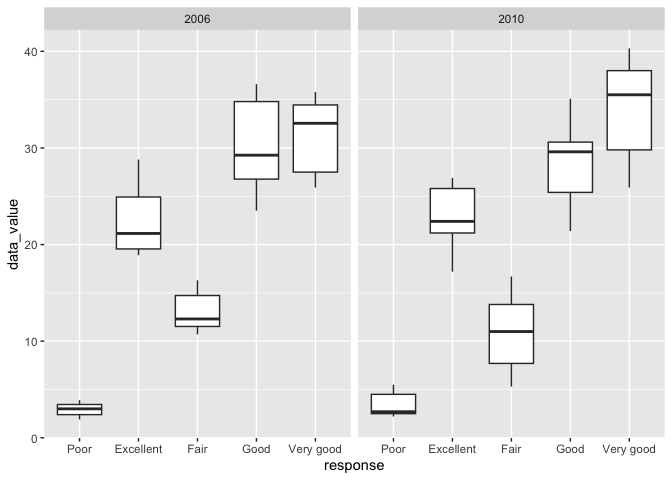 2006 2010
40
30
20
10
0
data_value
Poor Excellent Fair Good Very good Poor Excellent Fair Good Very good
response